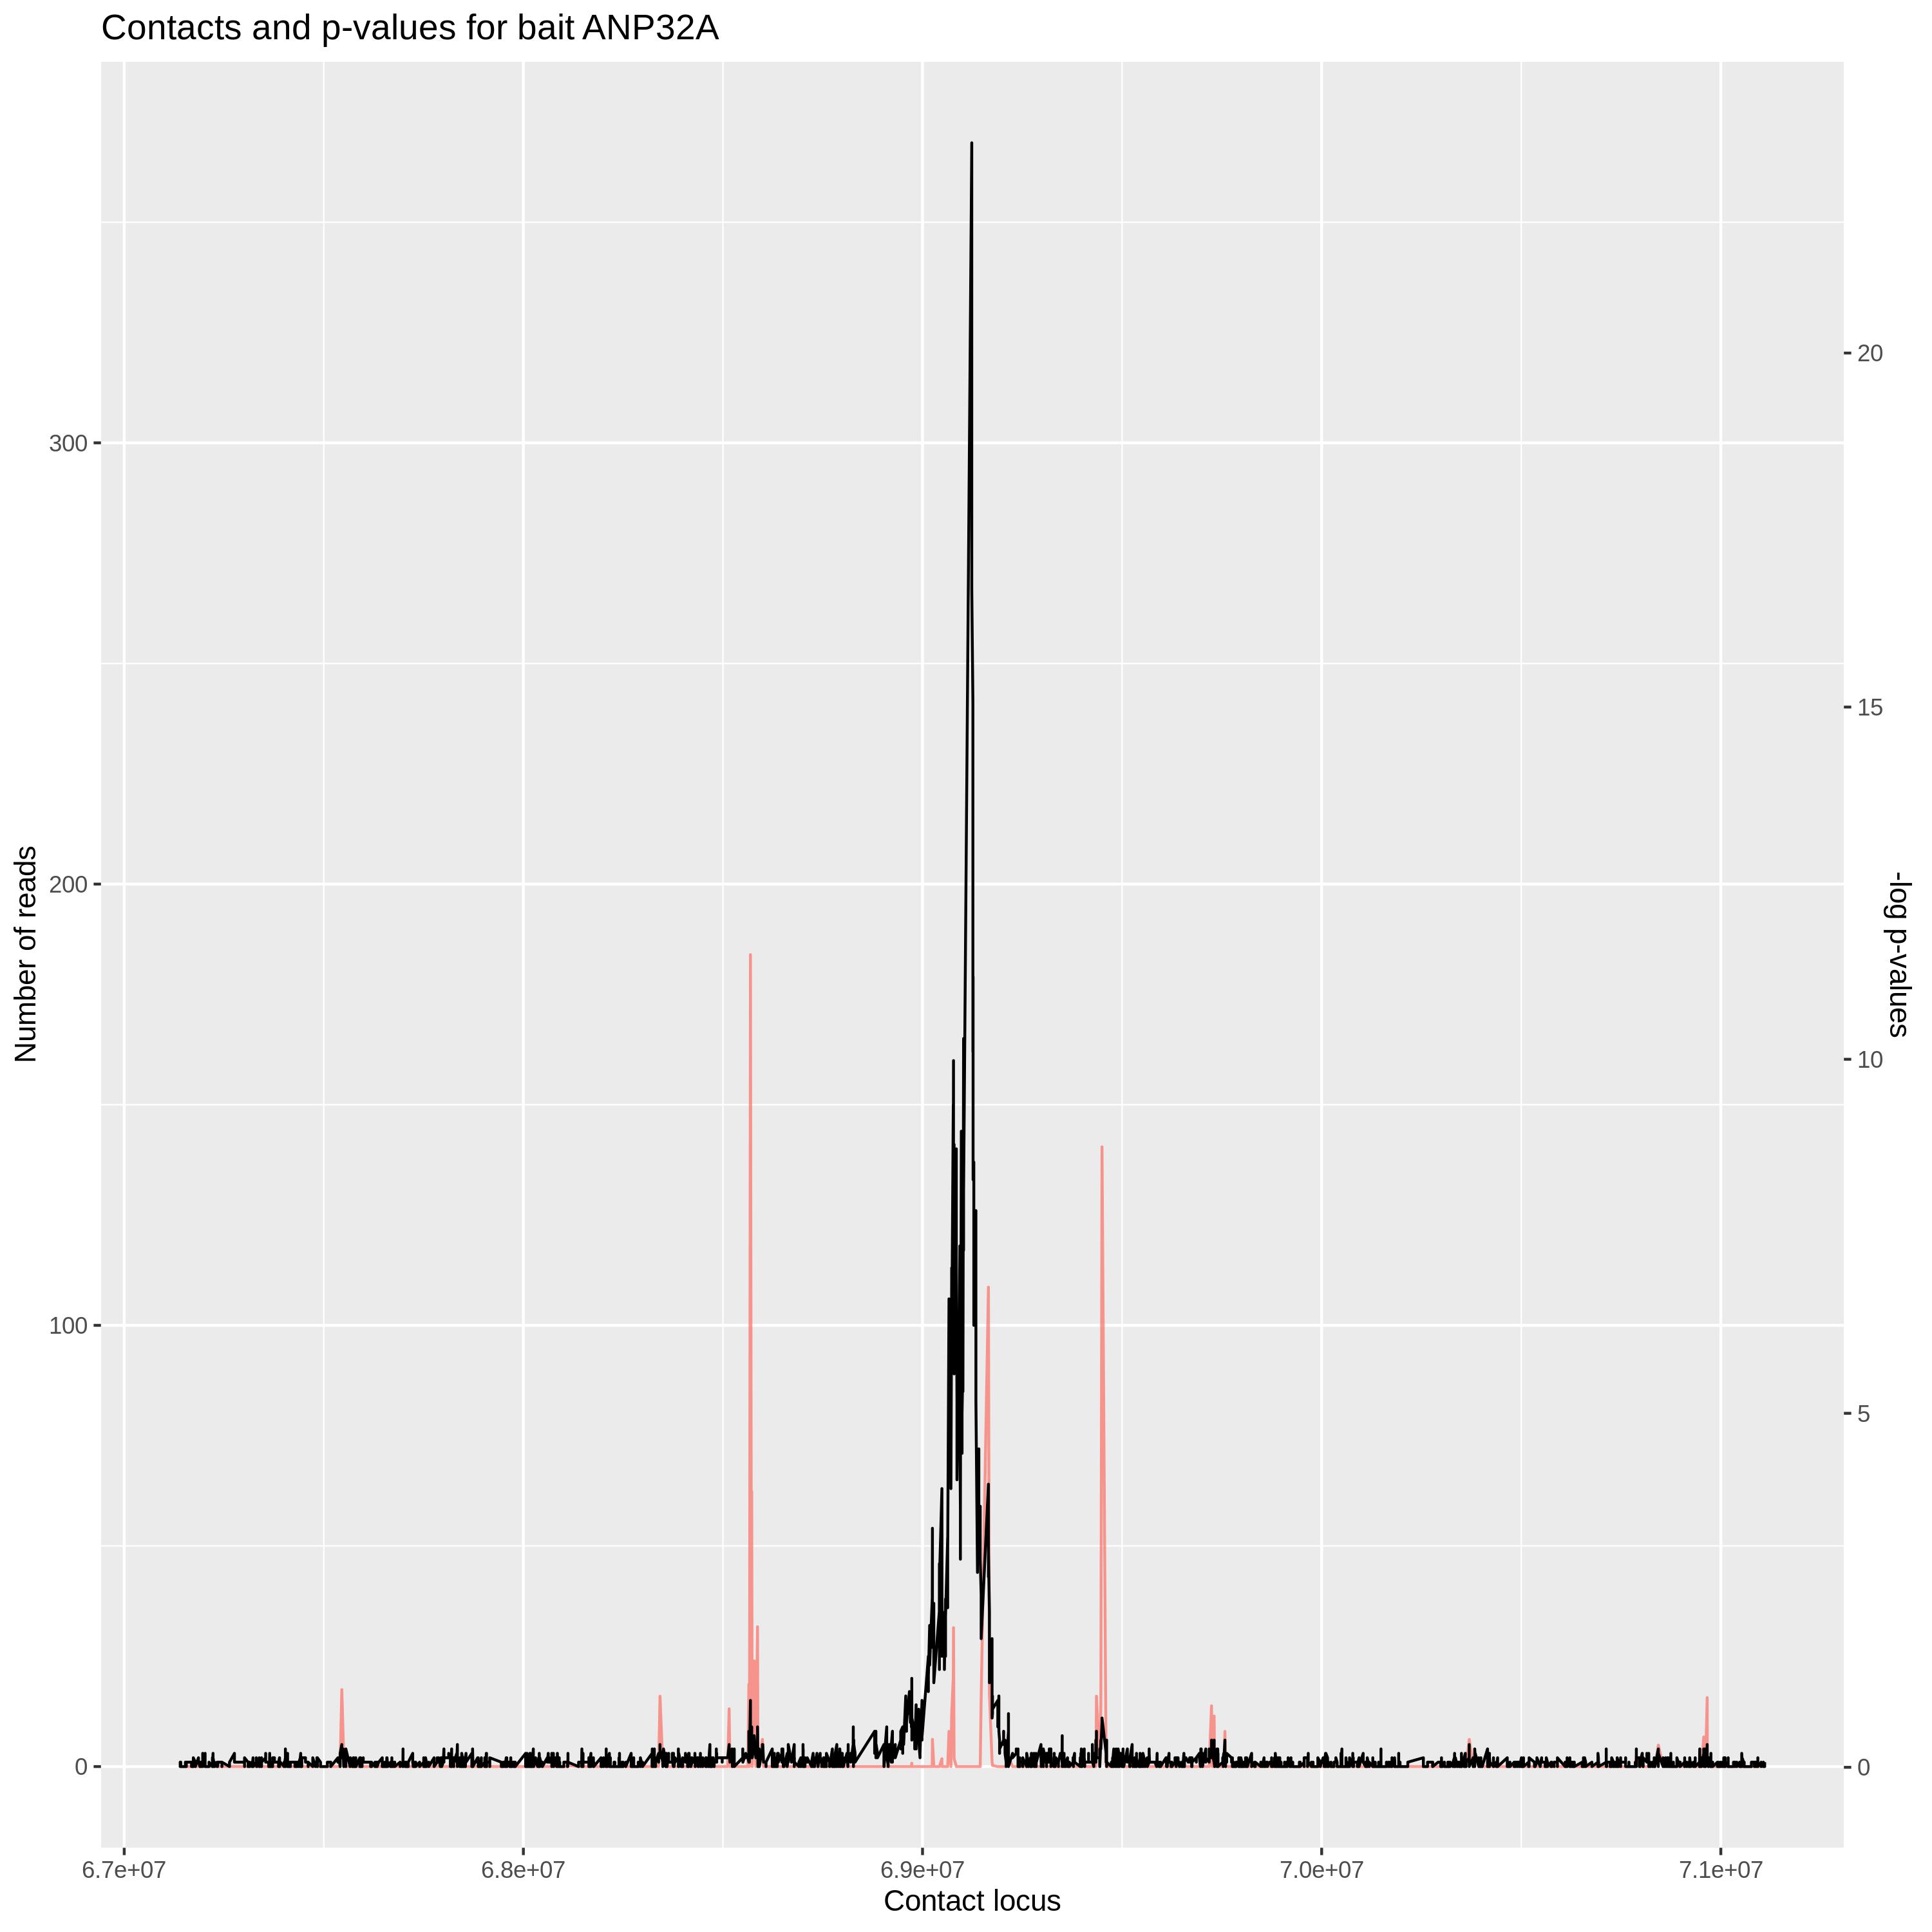 Contacts and p-values for bait ANP32A
Number of reads
300
200
100
0
20
15
10
5
0
-log p-values
6.7e+07 6.8e+07 6.9e+07 7.0e+07 7.1e+07
Contact locus